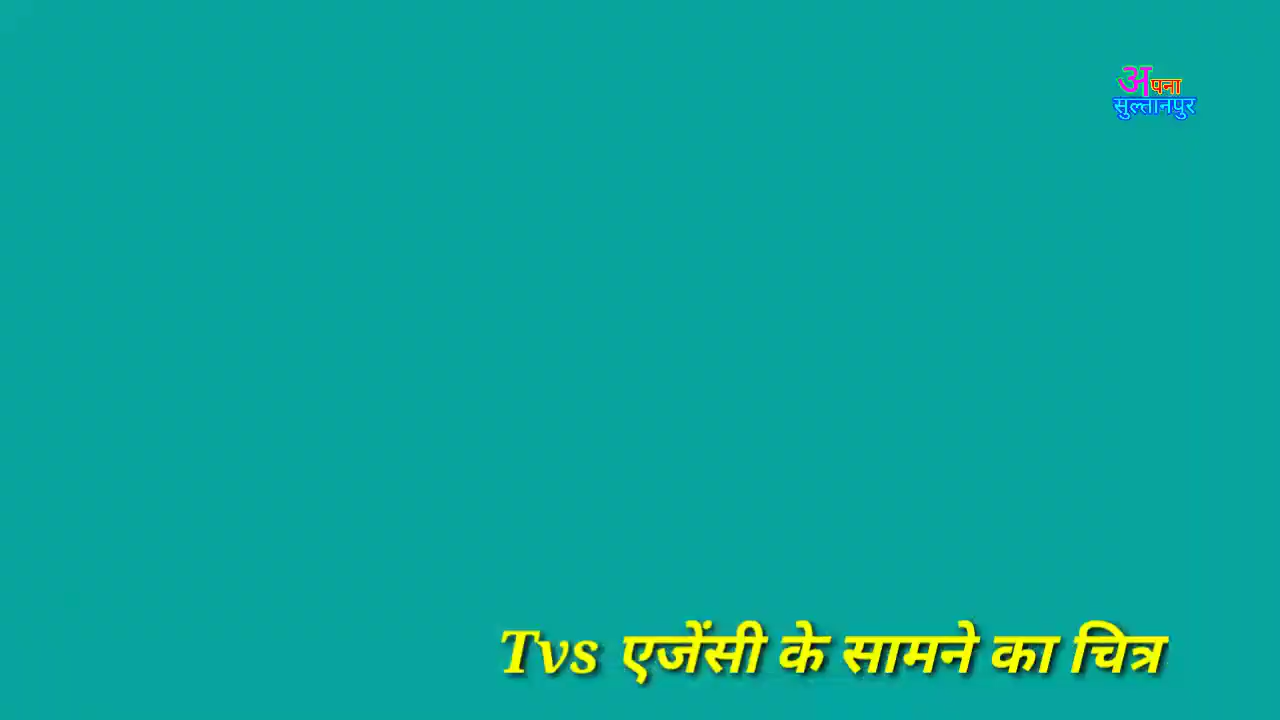 अपना
सुल्तानपुर
Tvs एजेंसी के सामने का चित्र